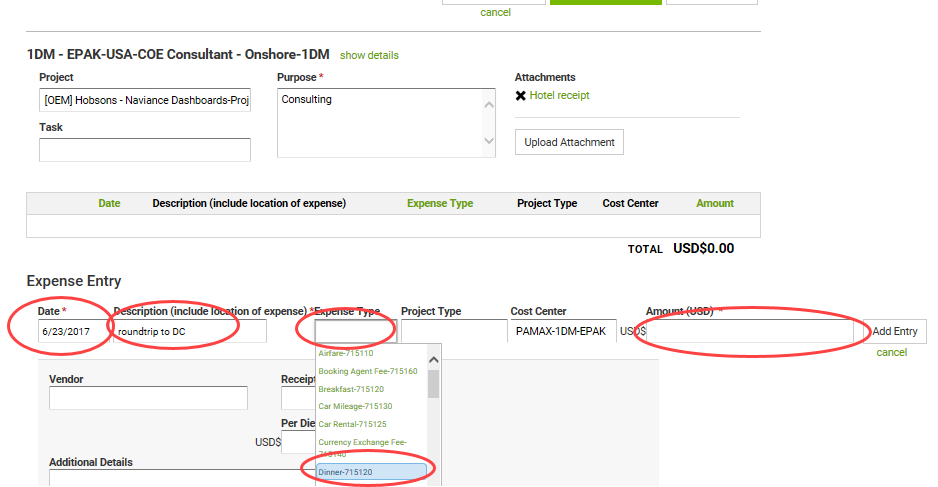 cancel
1DM - EPAK-USA-COE Consultant - Onshore-1DM show details
Project
Purpose *
Attachments
[OEM] Hobsons - Naviance Dashboards-Proj
Consulting
Hotel receipt
Task
Upload Attachment
Date Description (include location of expense) Expense Type Project Type Cost Center Amount
TOTAL USD$0.00
Expense Entry
Date * Description (include location of expense) *Expense Type Project Type Cost Center Amount (USD) *
6/23/2017 roundtrip to DC PAMAX-1DM-EPAK USD$ Add Entry
cancel
Airfare-715110
Booking Agent Fee-715160
Breakfast-715120
Car Mileage-715130
Car Rental-715125
Currency Exchange Fee-
715140
Dinner-715120
Vendor
Receipt
Per Die
USD$
Additional Details